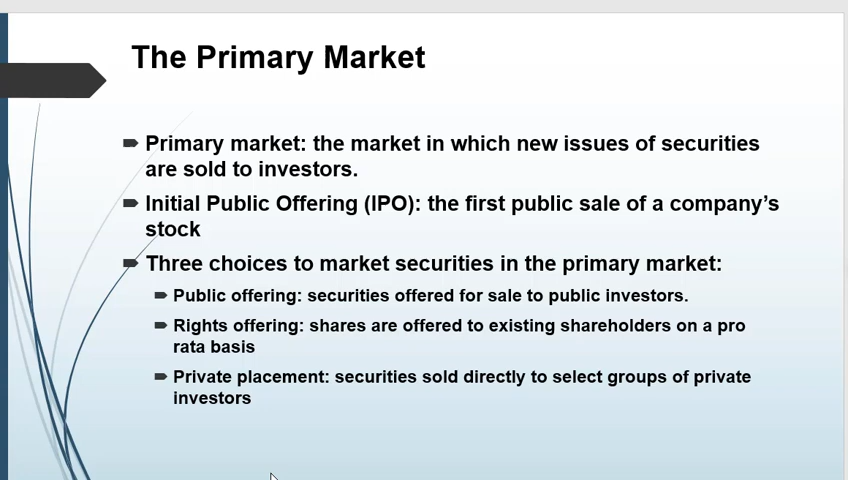 The Primary Market
Primary market: the market in which new issues of securities
are sold to investors.
Initial Public Offering (IPO): the first public sale of a company’s
stock
Three choices to market securities in the primary market:
Public offering: securities offered for sale to public investors.
Rights offering: shares are offered to existing shareholders on a pro
rata basis
Private placement: securities sold directly to select groups of private
investors